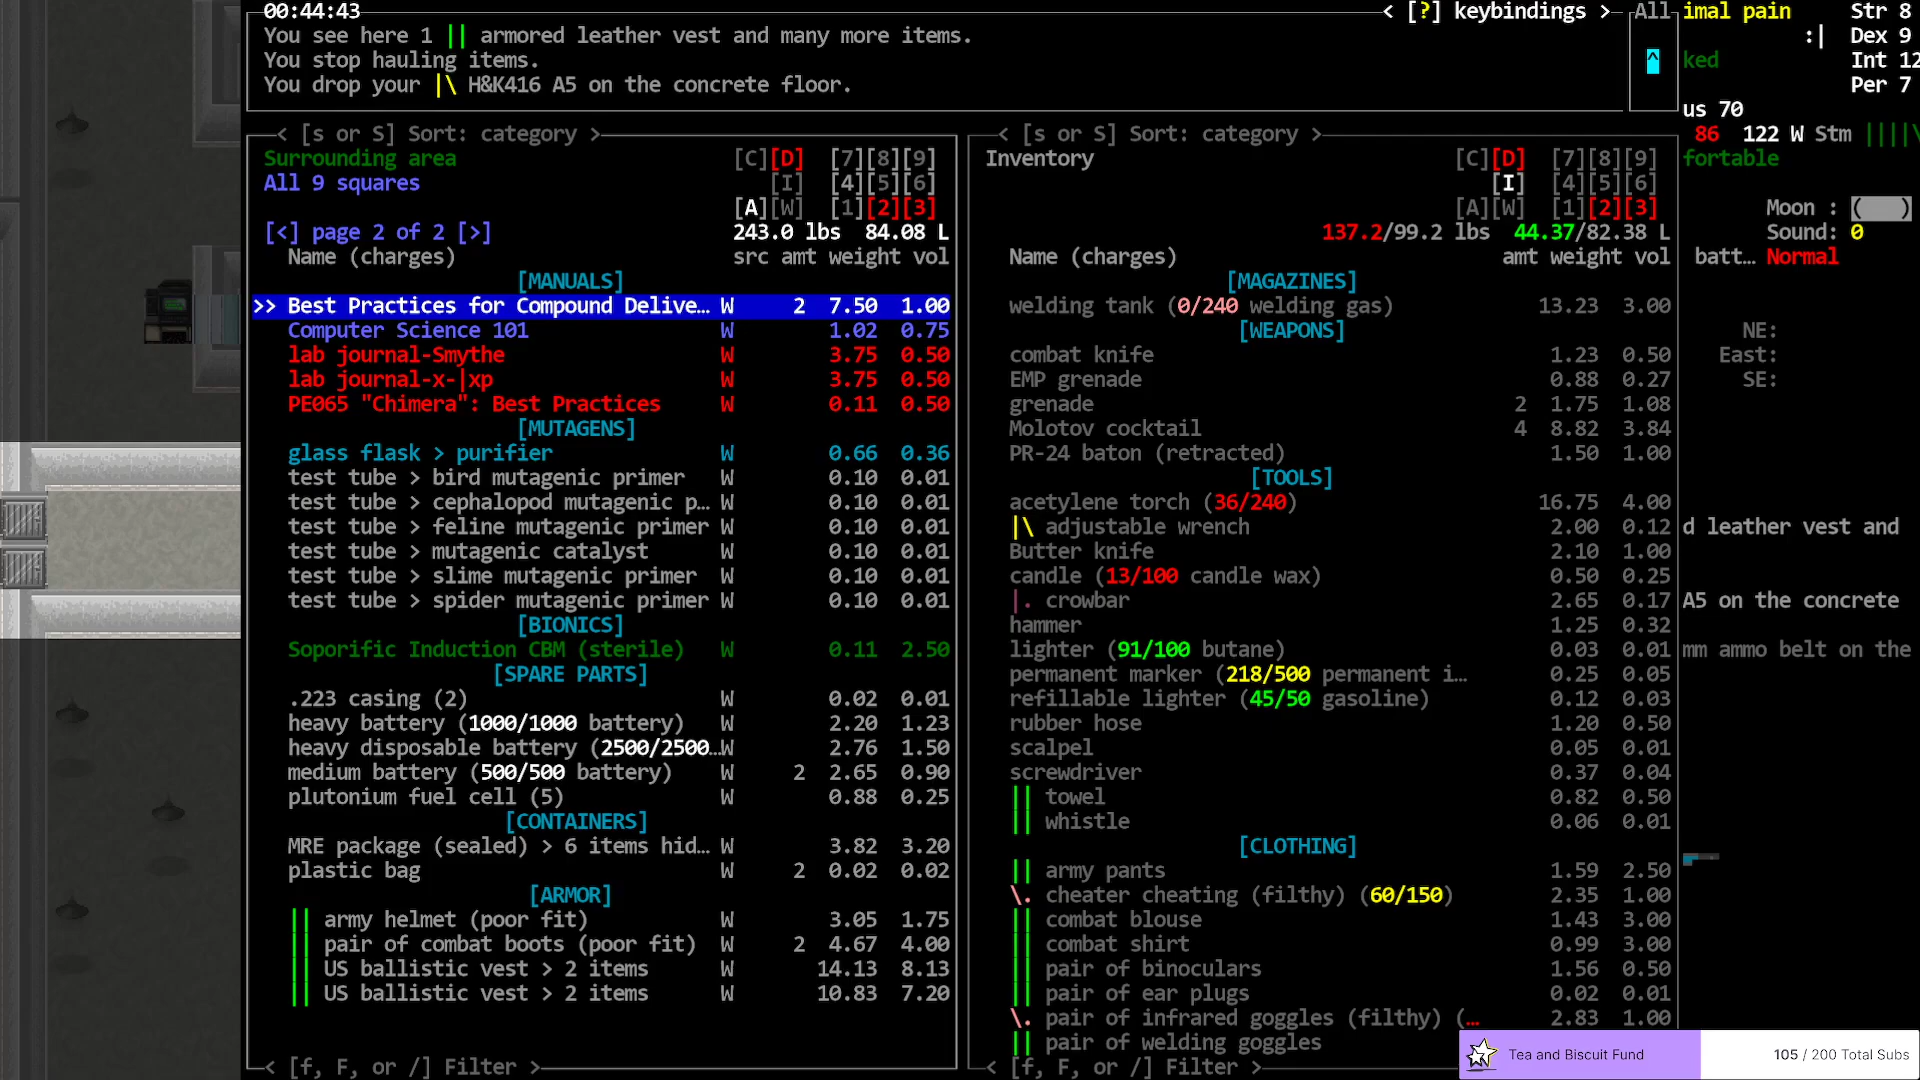 00:44:43
< [?] keybindings >
All
imal pain
Str 8
You see here 1 || armored leather vest and many more items.
:|
Dex 9
You stop hauling items.
^
ked
Int 12
You drop your |\ H&K416 A5 on the concrete floor.
Per 7
us 70
< [s or S] Sort: category >
< [s or S] Sort: category >
86 122 W Stm ||||\
Surrounding area
[C][D] [7][8][9]
Inventory
[C][D] [7][8][9]
fortable
All 9 squares
[I] [4][5][6]
[I] [4][5][6]
[A][W] [1][2][3]
[A][W] [1][2][3]
Moon : (    )
[<] page 2 of 2 [>]
243.0 lbs 84.08 L
137.2/99.2 lbs 44.37/82.38 L
Sound: 0
Name (charges) src amt weight vol
Name (charges) amt weight vol
batt… Normal
[MANUALS]
[MAGAZINES]
>> Best Practices for Compound Delive… W 2 7.50 1.00
welding tank (0/240 welding gas) 13.23 3.00
Computer Science 101 W 1.02 0.75
[WEAPONS]
NE:
lab journal-Smythe W 3.75 0.50
combat knife 1.23 0.50
East:
lab journal-x-|xp W 3.75 0.50
EMP grenade 0.88 0.27
SE:
PE065 "Chimera": Best Practices W 0.11 0.50
grenade 2 1.75 1.08
[MUTAGENS]
Molotov cocktail 4 8.82 3.84
glass flask > purifier W 0.66 0.36
PR-24 baton (retracted) 1.50 1.00
test tube > bird mutagenic primer W 0.10 0.01
[TOOLS]
test tube > cephalopod mutagenic p… W 0.10 0.01
acetylene torch (36/240) 16.75 4.00
test tube > feline mutagenic primer W 0.10 0.01
|\ adjustable wrench 2.00 0.12
d leather vest and
test tube > mutagenic catalyst W 0.10 0.01
Butter knife 2.10 1.00
test tube > slime mutagenic primer W 0.10 0.01
candle (13/100 candle wax) 0.50 0.25
test tube > spider mutagenic primer W 0.10 0.01
|. crowbar 2.65 0.17
A5 on the concrete
[BIONICS]
hammer 1.25 0.32
Soporific Induction CBM (sterile) W 0.11 2.50
lighter (91/100 butane) 0.03 0.01
mm ammo belt on the
[SPARE PARTS]
permanent marker (218/500 permanent i… 0.25 0.05
.223 casing (2) W 0.02 0.01
refillable lighter (45/50 gasoline) 0.12 0.03
heavy battery (1000/1000 battery) W 2.20 1.23
rubber hose 1.20 0.50
heavy disposable battery (2500/2500… W 2.76 1.50
scalpel 0.05 0.01
medium battery (500/500 battery) W 2 2.65 0.90
screwdriver 0.37 0.04
plutonium fuel cell (5) W 0.88 0.25
|| towel 0.82 0.50
[CONTAINERS]
|| whistle 0.06 0.01
MRE package (sealed) > 6 items hid… W 3.82 3.20
[CLOTHING]
plastic bag W 2 0.02 0.02
|| army pants 1.59 2.50
[ARMOR]
\. cheater cheating (filthy) (60/150) 2.35 1.00
|| army helmet (poor fit) W 3.05 1.75
|| combat blouse 1.43 3.00
|| pair of combat boots (poor fit) W 2 4.67 4.00
|| combat shirt 0.99 3.00
|| US ballistic vest > 2 items W 14.13 8.13
|| pair of binoculars 1.56 0.50
|| US ballistic vest > 2 items W 10.83 7.20
|| pair of ear plugs 0.02 0.01
\. pair of infrared goggles (filthy) (… 2.83 1.00
|| pair of welding goggles
< [f, F, or /] Filter >
< [f, F, or /] Filter >
Tea and Biscuit Fund
105 / 200 Total Subs